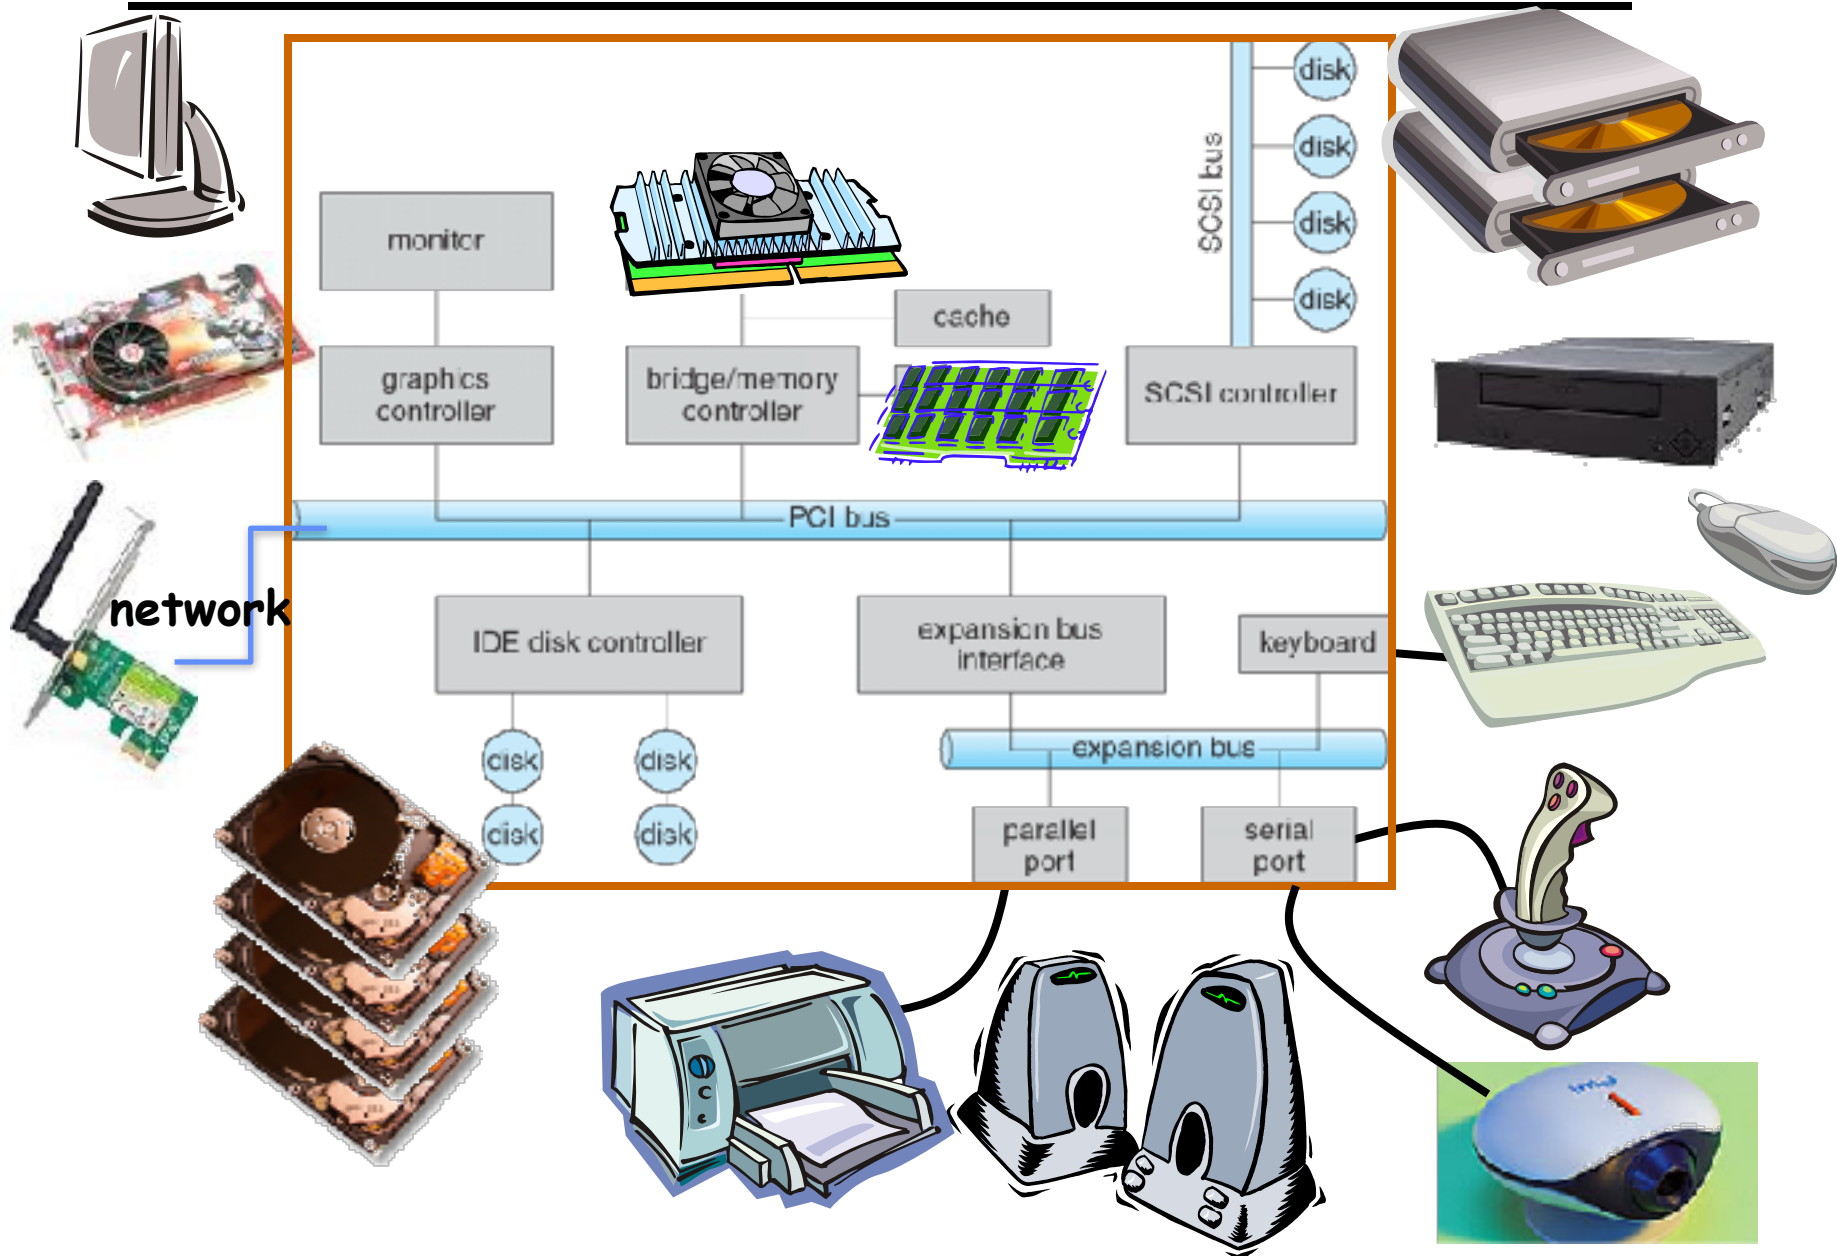 disk
disk
SCSI bus
disk
disk
monitor
cache
graphics
controller
bridge/memory
controller
SCSI controller
PCI bus
network
IDE disk controller
expansion bus
interface
keyboard
disk
disk
expansion bus
disk
disk
parallel
port
serial
port
intel